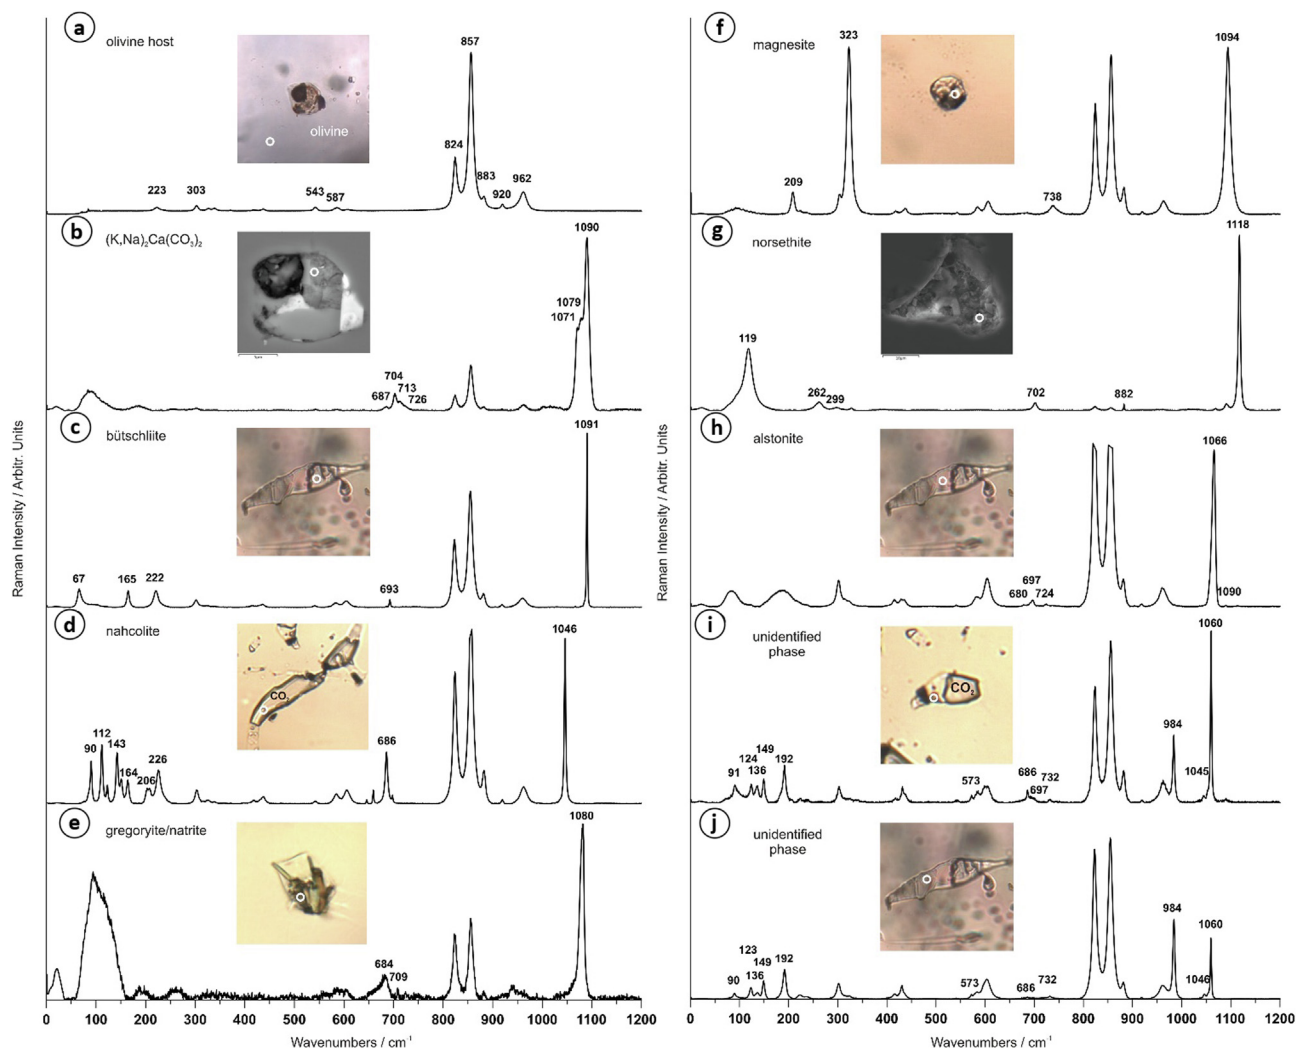 a
olivine host
857
824
883
920
962
223
303
543
587
olivine
b
(K,Na)₂Ca(CO₃)₂
1090
1079
1071
704
713
687
726
c
bütschliite
1091
67
165
222
693
d
nahcolite
CO₂
1046
112
90
143
164
206
226
686
e
gregoryite/natrite
1080
684
709
0 100 200 300 400 500 600 700 800 900 1000 1100 1200
Wavenumbers / cm⁻¹
Raman Intensity / Arbitr. Units
f
magnesite
323
1094
209
738
g
norsethite
1118
119
262
299
702
882
h
alstonite
1066
697
680
724
1090
i
unidentified
phase
CO₂
1060
984
149
124
192
91
136
573
686
732
697
1045
j
unidentified
phase
984
1060
123
149
192
90
136
573
686
732
1046
0 100 200 300 400 500 600 700 800 900 1000 1100 1200
Wavenumbers / cm⁻¹
Raman Intensity / Arbitr. Units